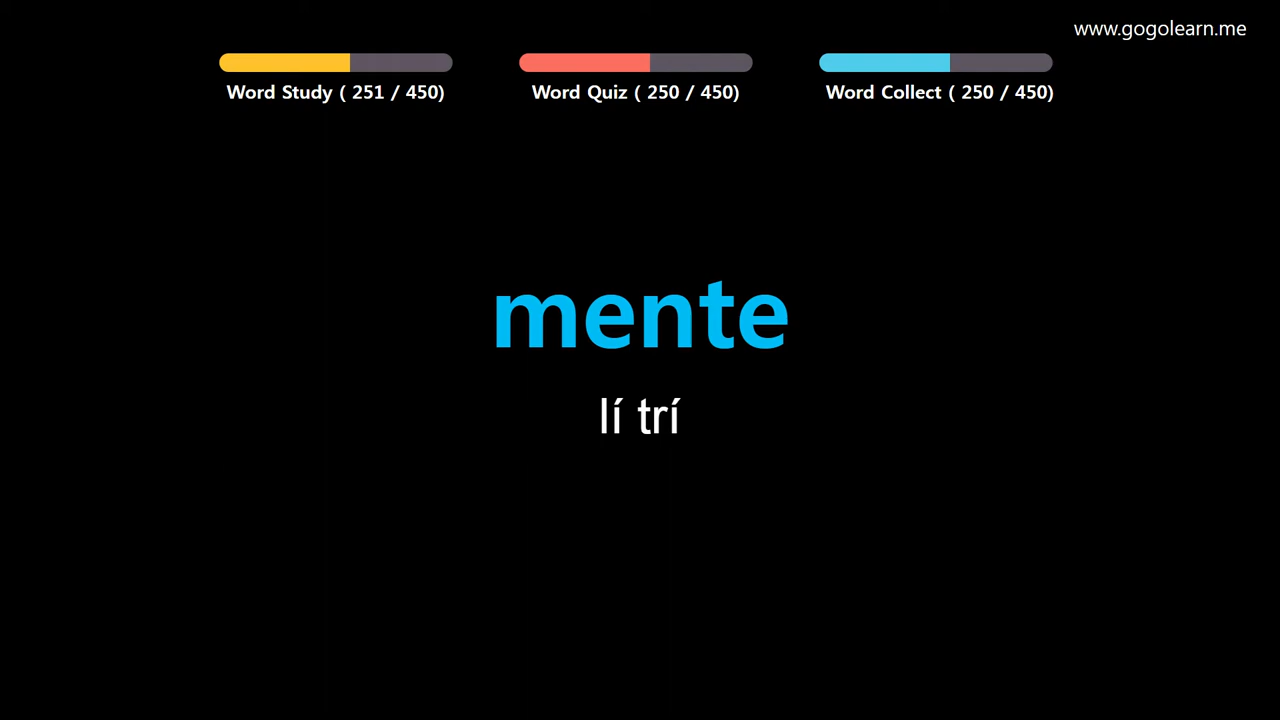 www.gogolearn.me
Word Study ( 251 / 450)
Word Quiz ( 250 / 450)
Word Collect ( 250 / 450)
mente
lí trí